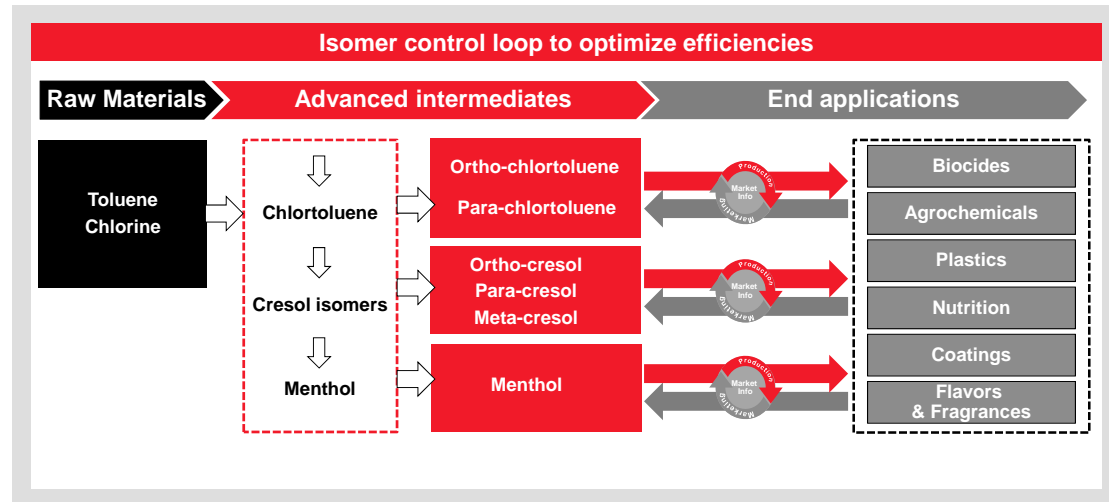 Isomer control loop to optimize efficiencies
Raw Materials
Advanced intermediates
End applications
Toluene
Chlorine
Chlortoluene
Cresol isomers
Menthol
Ortho-chlortoluene
Para-chlortoluene
Ortho-cresol
Para-cresol
Meta-cresol
Menthol
Production
Market
Info
Marketing
Production
Market
Info
Marketing
Production
Market
Info
Marketing
Biocides
Agrochemicals
Plastics
Nutrition
Coatings
Flavors
& Fragrances